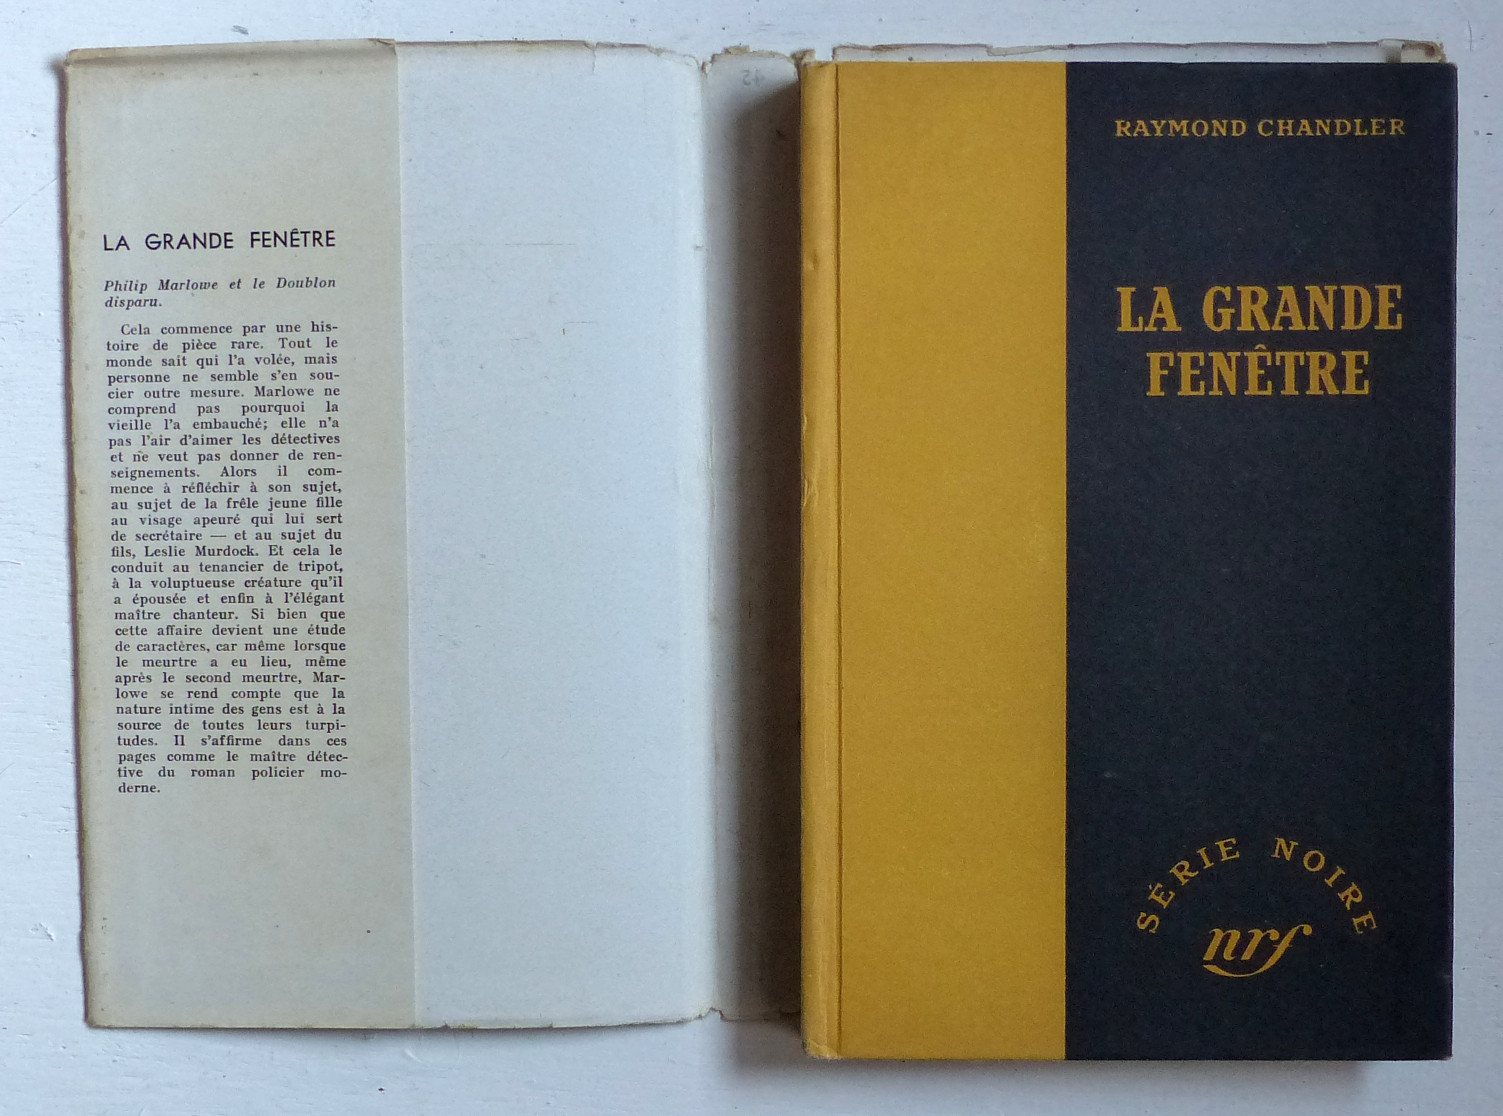 LA GRANDE FENÊTRE
Philip Marlowe et le Doublon
disparu.
Cela commence par une his-
toire de pièce rare. Tout le
monde sait qui l'a volée, mais
personne ne semble s'en sou-
cier outre mesure. Marlowe ne
comprend pas pourquoi la
vieille l'a embauché; elle n'a
pas l'air d'aimer les détectives
et ne veut pas donner de ren-
seignements. Alors il com-
mence à réfléchir à son sujet,
au sujet de la frêle jeune fille
au visage apeuré qui lui sert
de secrétaire — et au sujet du
fils, Leslie Murdock. Et cela le
conduit au tenancier de tripot,
à la voluptueuse créature qu'il
a épousée et enfin à l'élégant
maître chanteur. Si bien que
cette affaire devient une étude
de caractères, car même lorsque
le meurtre a eu lieu, même
après le second meurtre, Mar-
lowe se rend compte que la
nature intime des gens est à la
source de toutes leurs turpi-
tudes. Il s'affirme dans ces
pages comme le maître détec-
tive du roman policier mo-
derne.
RAYMOND CHANDLER
LA GRANDE
FENÊTRE
SÉRIE NOIRE
nrf